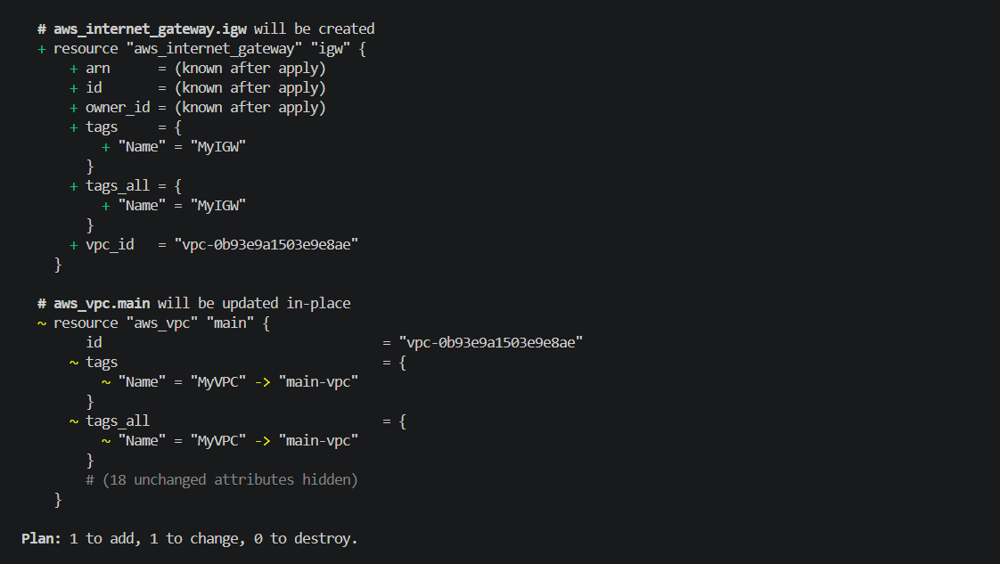 # aws_internet_gateway.igw will be created
+ resource "aws_internet_gateway" "igw" {
+ arn = (known after apply)
+ id = (known after apply)
+ owner_id = (known after apply)
+ tags = {
+ "Name" = "MyIGW"
}
+ tags_all = {
+ "Name" = "MyIGW"
}
+ vpc_id = "vpc-0b93e9a1503e9e8ae"
}
# aws_vpc.main will be updated in-place
~ resource "aws_vpc" "main" {
id = "vpc-0b93e9a1503e9e8ae"
~ tags = {
~ "Name" = "MyVPC" -> "main-vpc"
}
~ tags_all = {
~ "Name" = "MyVPC" -> "main-vpc"
}
# (18 unchanged attributes hidden)
}
Plan: 1 to add, 1 to change, 0 to destroy.